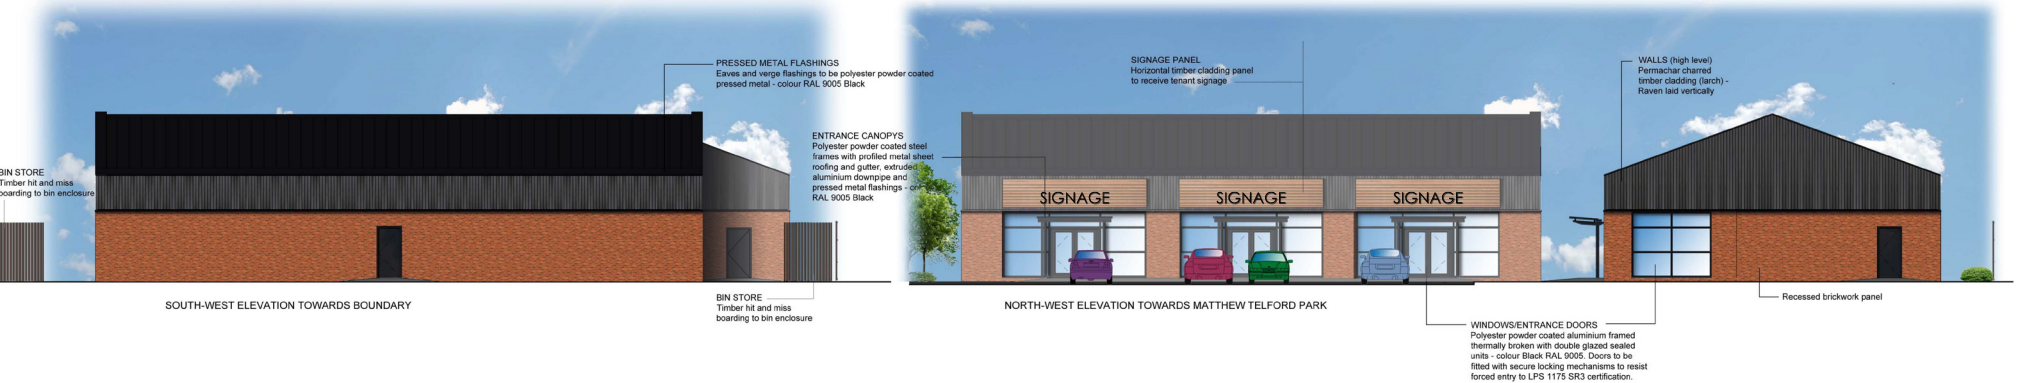 BIN STORE
Timber hit and miss
boarding to bin enclosure
PRESSED METAL FLASHINGS
Eaves and verge flashings to be polyester powder coated
pressed metal - colour RAL 9005 Black
ENTRANCE CANOPYS
Polyester powder coated steel
frames with profiled metal sheet
roofing and gutter, extruded
aluminium downpipe and
pressed metal flashings -
RAL 9005 Black
BIN STORE
Timber hit and miss
boarding to bin enclosure
SOUTH-WEST ELEVATION TOWARDS BOUNDARY
SIGNAGE PANEL
Horizontal timber cladding panel
to receive tenant signage
SIGNAGE
SIGNAGE
SIGNAGE
NORTH-WEST ELEVATION TOWARDS MATTHEW TELFORD PARK
WALLS (high level)
Permachar charred
timber cladding (larch) -
Raven laid vertically
Recessed brickwork panel
WINDOWS/ENTRANCE DOORS
Polyester powder coated aluminium framed
thermally broken with double glazed sealed
units - colour Black RAL 9005. Doors to be
fitted with secure locking mechanisms to resist
forced entry to LPS 1175 SR3 certification.